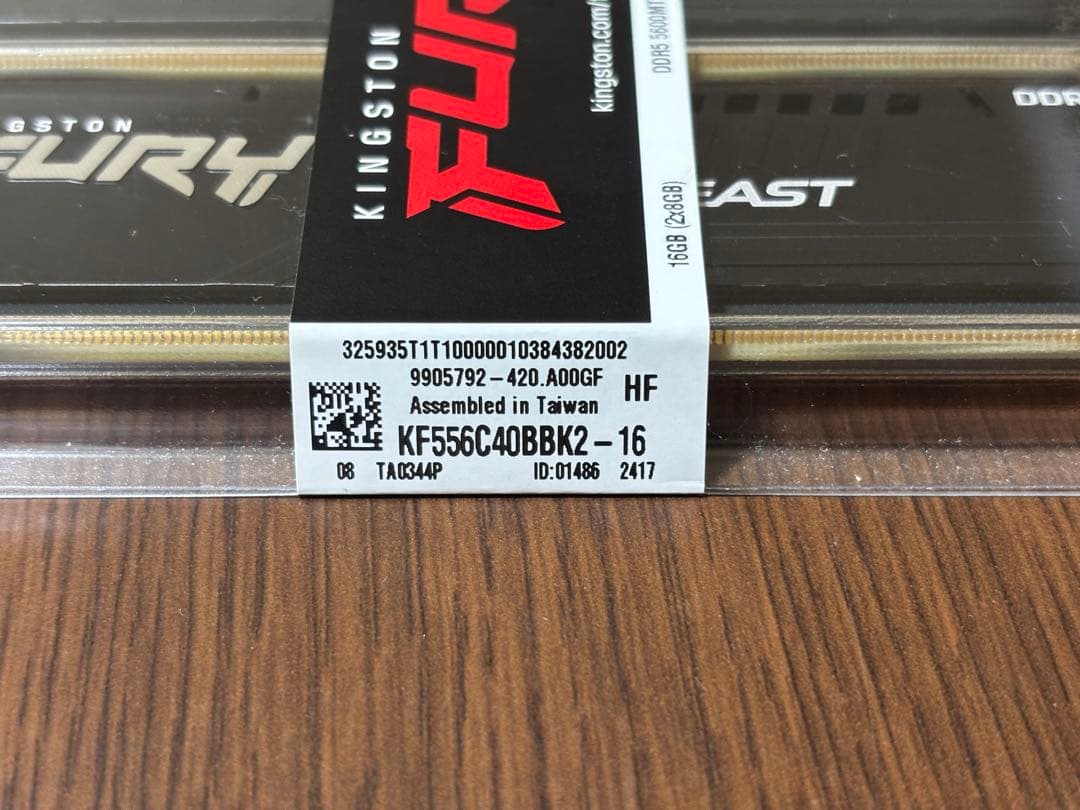 KINGSTON
FURY
kingston.com/
DDR5 5600MT
16GB (2x8GB)
GSTON
FURY
DDR
EAST
325935T1T10000010384382002
9905792-420.A00GF
HF
Assembled in Taiwan
KF556C40BBK2-16
08 TA0344P ID:01486 2417